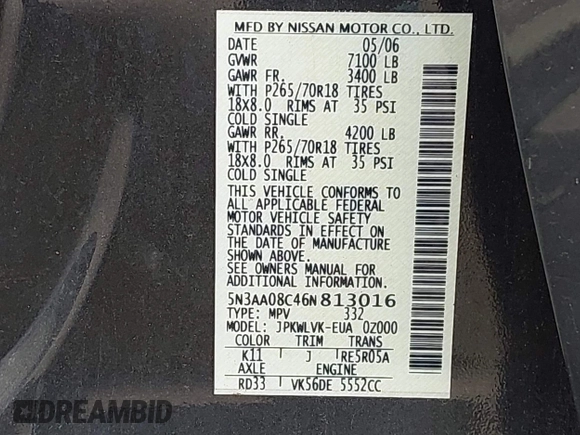 MFD BY NISSAN MOTOR CO., LTD.
DATE 05/06
GVWR 7100 LB
GAWR FR. 3400 LB
WITH P265/70R18 TIRES
18X8.0 RIMS AT 35 PSI
COLD SINGLE
GAWR RR. 4200 LB
WITH P265/70R18 TIRES
18X8.0 RIMS AT 35 PSI
COLD SINGLE
THIS VEHICLE CONFORMS TO
ALL APPLICABLE FEDERAL
MOTOR VEHICLE SAFETY
STANDARDS IN EFFECT ON
THE DATE OF MANUFACTURE
SHOWN ABOVE.
SEE OWNERS MANUAL FOR
ADDITIONAL INFORMATION.
5N3AA08C46N813016
TYPE: MPV 332
MODEL: JPKWLVK-EUA 0Z000
COLOR TRIM TRANS
K11 J RE5R05A
AXLE ENGINE
RD33 VK56DE 5552CC
DREAMBID